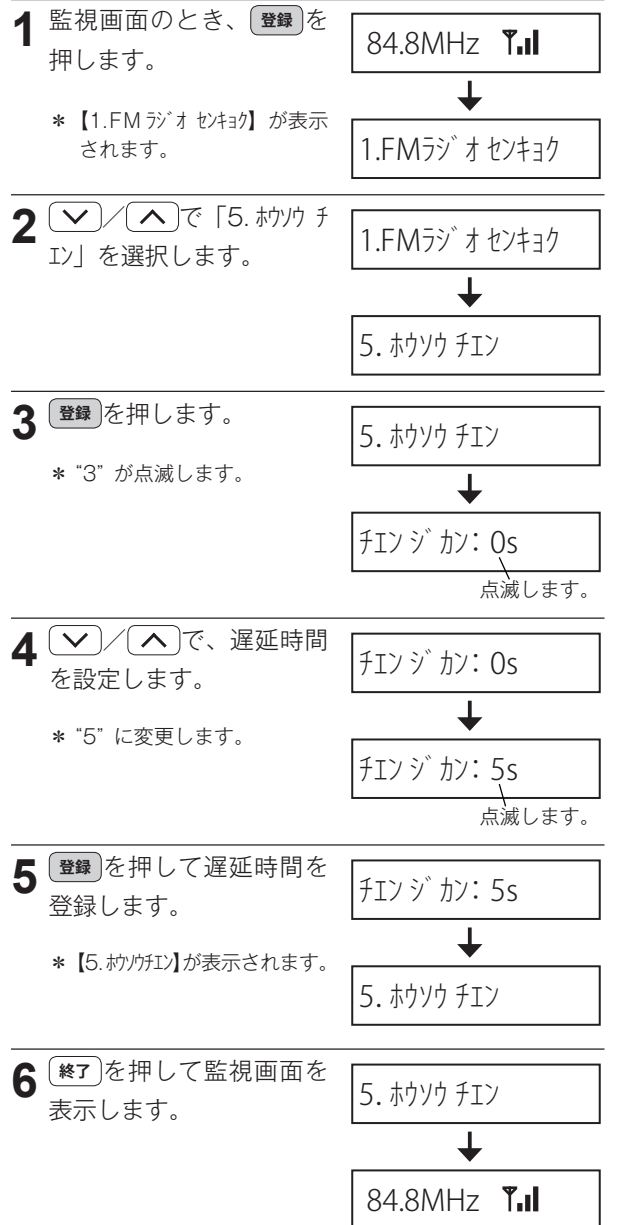 1 監視画面のとき、登録を
押します。
＊【1.FMﾗｼﾞｵ ｾﾝｷｮｸ】が表示
されます。
84.8MHz
1.FMﾗｼﾞｵ ｾﾝｷｮｸ
2 ／で「5.ﾎｳｿｳ ﾁ
ｴﾝ」を選択します。
1.FMﾗｼﾞｵ ｾﾝｷｮｸ
5.ﾎｳｿｳ ﾁｴﾝ
3 登録を押します。
＊“3”が点滅します。
5.ﾎｳｿｳ ﾁｴﾝ
ﾁｴﾝ ｼﾞｶﾝ：0s
点滅します。
4 ／で、遅延時間
を設定します。
＊“5”に変更します。
ﾁｴﾝ ｼﾞｶﾝ：0s
ﾁｴﾝ ｼﾞｶﾝ：5s
点滅します。
5 登録を押して遅延時間を
登録します。
＊【5.ﾎｳｿｳﾁｴﾝ】が表示されます。
ﾁｴﾝ ｼﾞｶﾝ：5s
5.ﾎｳｿｳ ﾁｴﾝ
6 終了を押して監視画面を
表示します。
5.ﾎｳｿｳ ﾁｴﾝ
84.8MHz